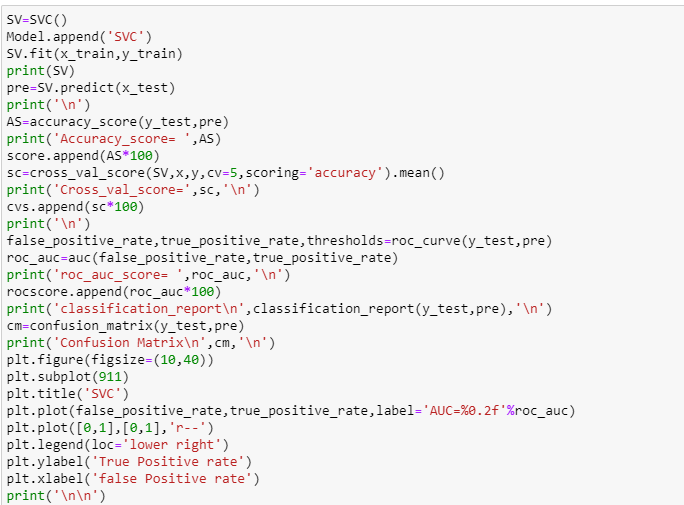 SV=SVC()
Model.append('SVC')
SV.fit(x_train,y_train)
print(SV)
pre=SV.predict(x_test)
print('\n')
AS=accuracy_score(y_test,pre)
print('Accuracy_score= ',AS)
score.append(AS*100)
sc=cross_val_score(SV,x,y,cv=5,scoring='accuracy').mean()
print('Cross_val_score=',sc,'\n')
cvs.append(sc*100)
print('\n')
false_positive_rate,true_positive_rate,thresholds=roc_curve(y_test,pre)
roc_auc=auc(false_positive_rate,true_positive_rate)
print('roc_auc_score= ',roc_auc,'\n')
rocscore.append(roc_auc*100)
print('classification_report\n',classification_report(y_test,pre),'\n')
cm=confusion_matrix(y_test,pre)
print('Confusion Matrix\n',cm,'\n')
plt.figure(figsize=(10,40))
plt.subplot(911)
plt.title('SVC')
plt.plot(false_positive_rate,true_positive_rate,label='AUC=%0.2f'%roc_auc)
plt.plot([0,1],[0,1],'r--')
plt.legend(loc='lower right')
plt.ylabel('True Positive rate')
plt.xlabel('false Positive rate')
print('\n\n')